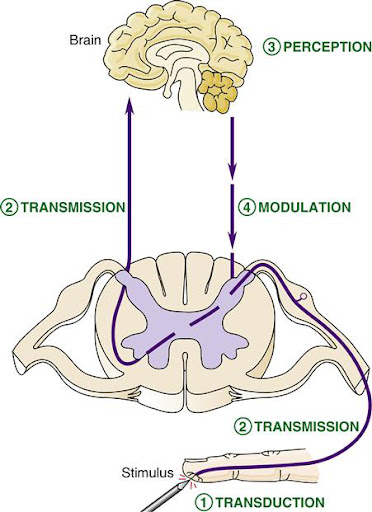 Brain
③ PERCEPTION
② TRANSMISSION
④ MODULATION
② TRANSMISSION
Stimulus
① TRANSDUCTION